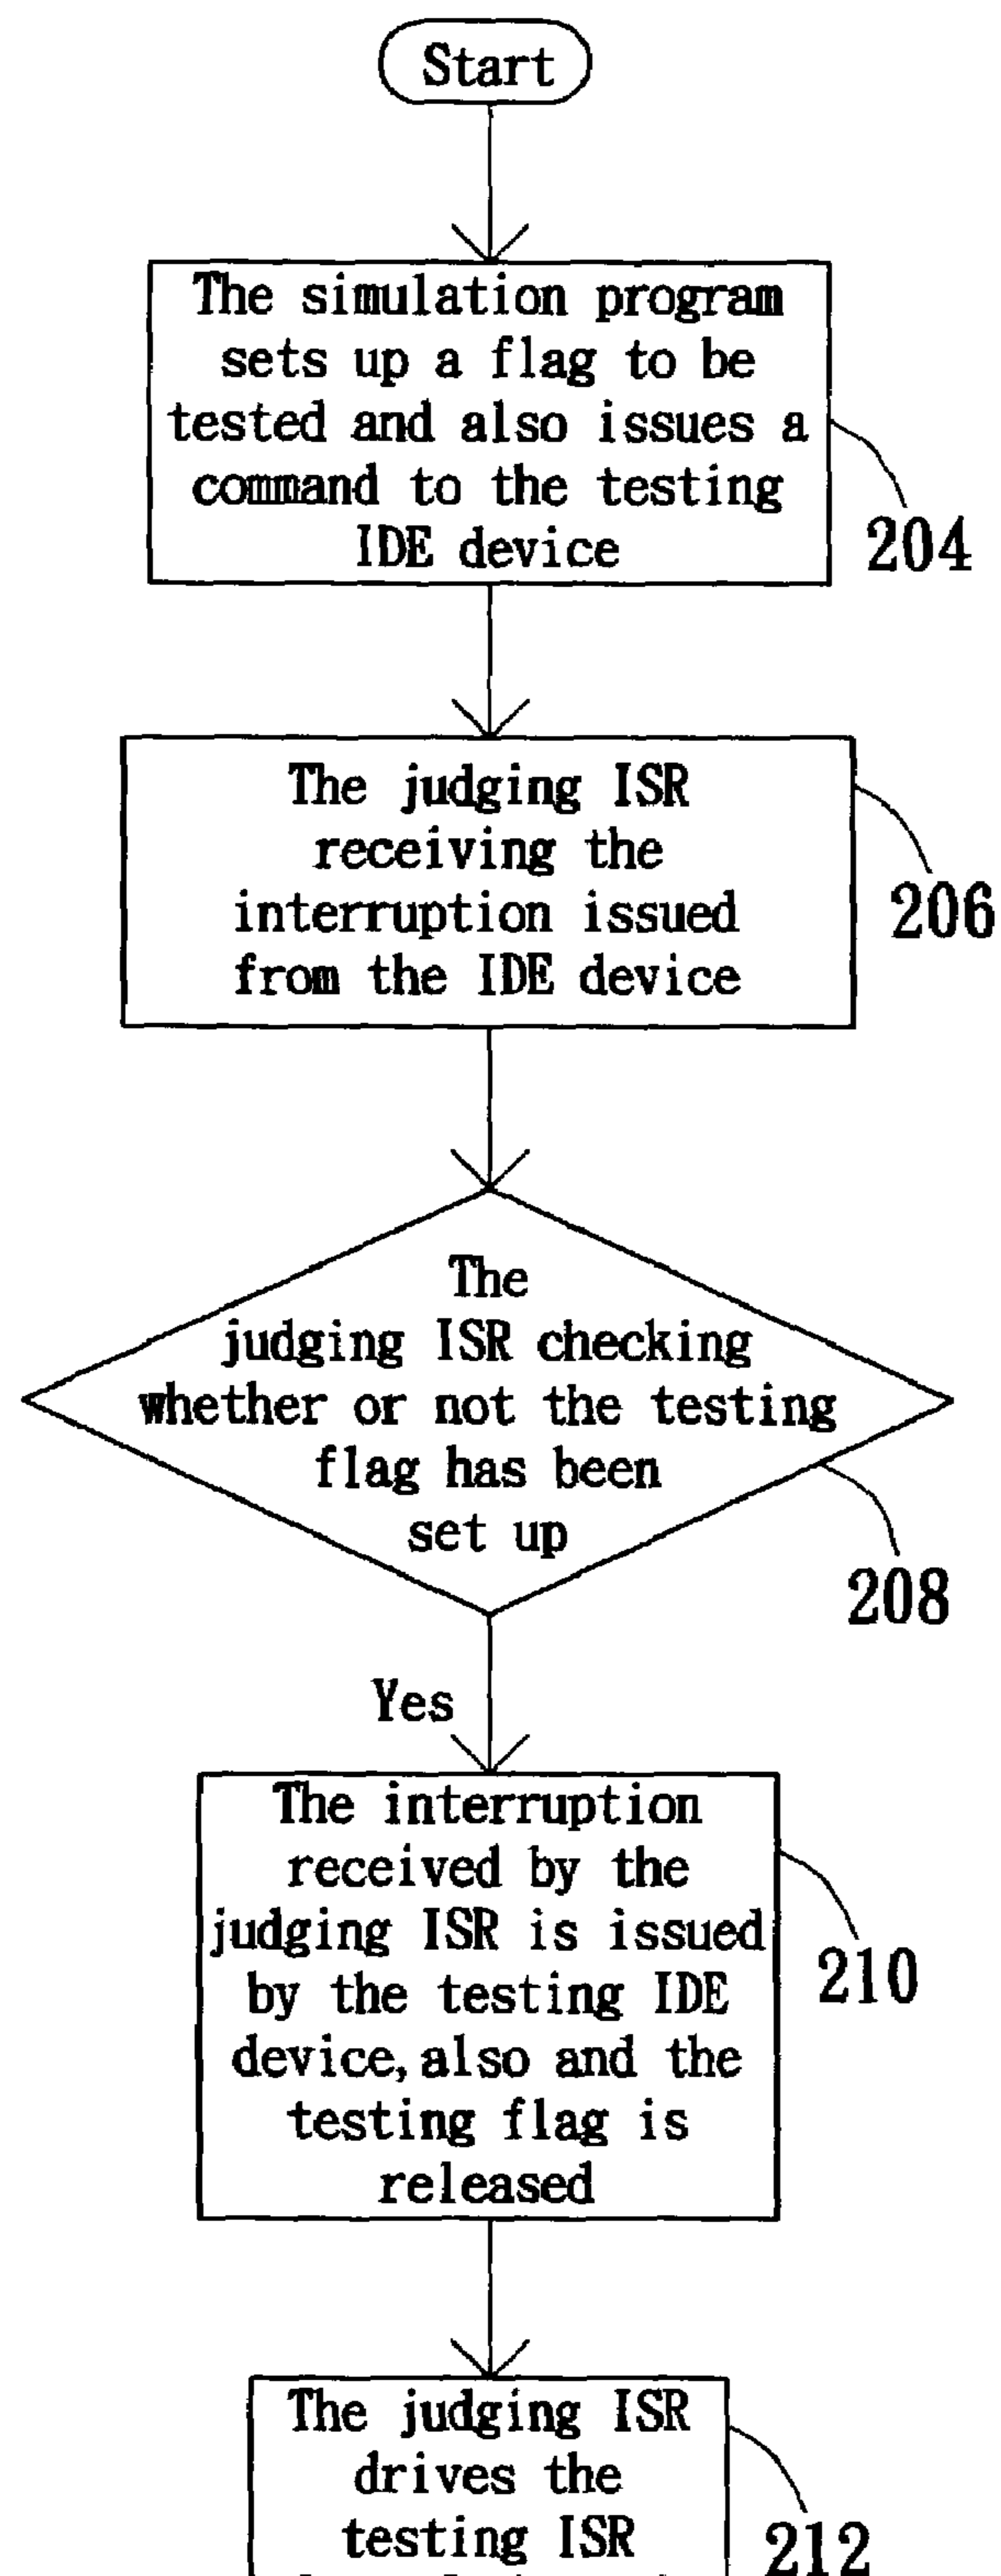 Start
The simulation program
sets up a flag to be
tested and also issues a
command to the testing
IDE device
204
The judging ISR
receiving the
interruption issued
from the IDE device
206
The
judging ISR checking
whether or not the testing
flag has been
set up
208
Yes
The interruption
received by the
judging ISR is issued
by the testing IDE
device, also and the
testing flag is
released
210
The judging ISR
drives the
testing ISR
212